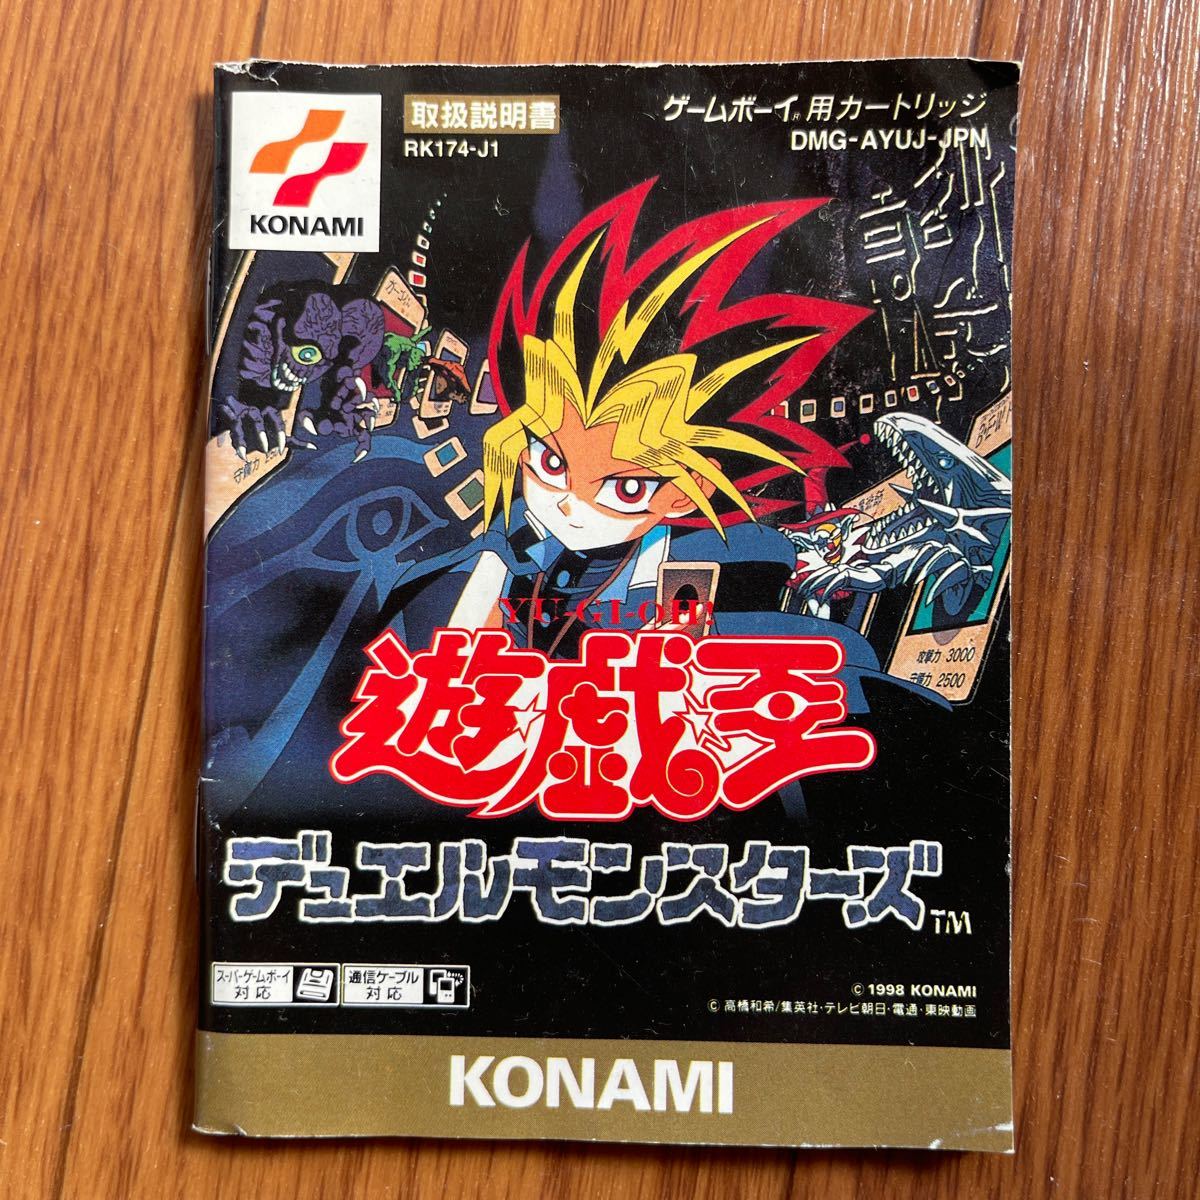 KONAMI
取扱説明書
RK174-J1
ゲームボーイ®用カートリッジ
DMG-AYUJ-JPN
攻撃力 3000
守備力 2500
YU-GI-OH!
遊☆戯☆王
デュエルモンスターズ™
スーパーゲームボーイ
対応
通信ケーブル
対応
© 1998 KONAMI
© 高橋和希/集英社・テレビ朝日・電通・東映動画
KONAMI